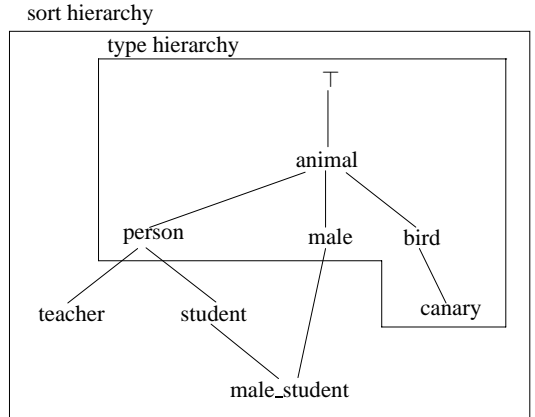 sort hierarchy
type hierarchy
⊤
animal
person male bird
teacher student canary
male_student